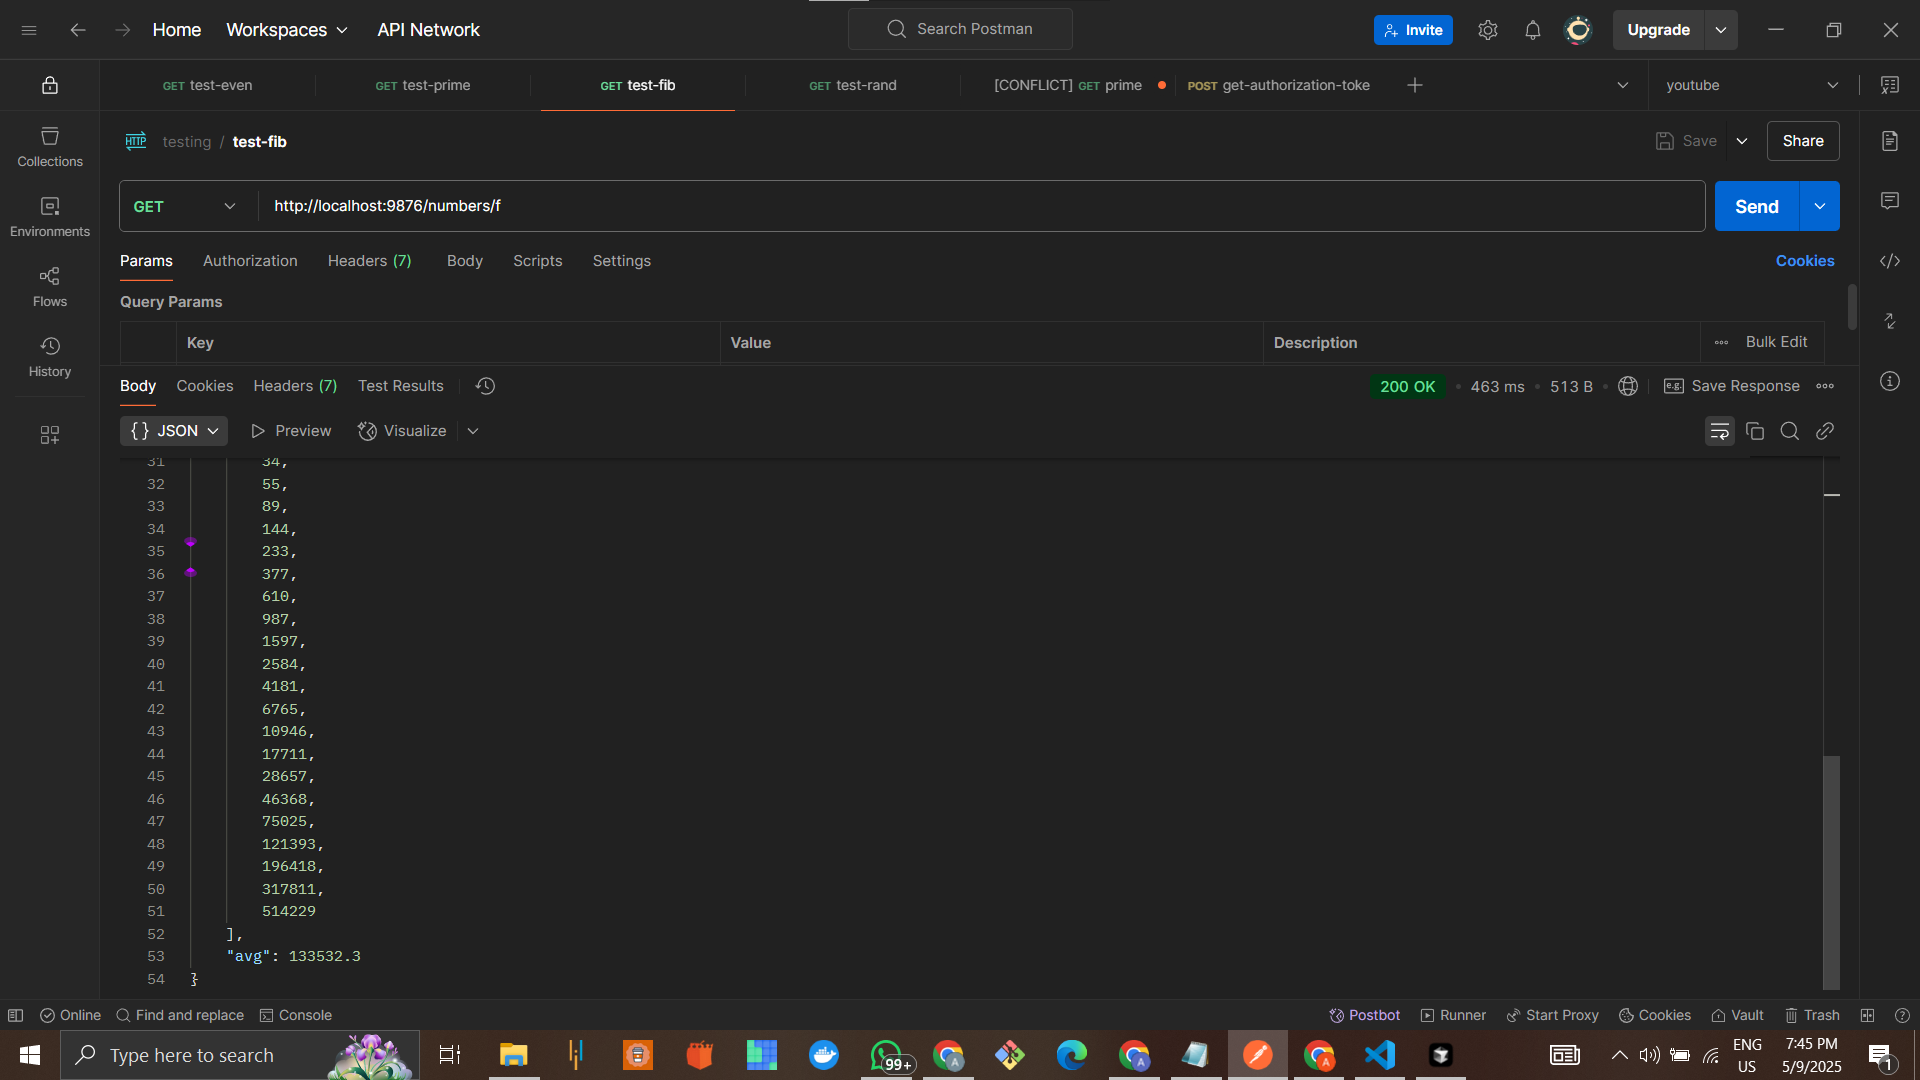 Home Workspaces API Network Search Postman Invite Upgrade
GET test-even GET test-prime GET test-fib GET test-rand [CONFLICT] GET prime POST get-authorization-toke youtube
HTTP testing / test-fib Save Share
GET http://localhost:9876/numbers/f Send
Params Authorization Headers (7) Body Scripts Settings Cookies
Query Params
Key Value Description Bulk Edit
Body Cookies Headers (7) Test Results 200 OK • 463 ms • 513 B • e.g. Save Response
{} JSON Preview Visualize
31 34,
32 55,
33 89,
34 144,
35 233,
36 377,
37 610,
38 987,
39 1597,
40 2584,
41 4181,
42 6765,
43 10946,
44 17711,
45 28657,
46 46368,
47 75025,
48 121393,
49 196418,
50 317811,
51 514229
52 ],
53 "avg": 133532.3
54 }
Collections
Environments
Flows
History
Online Find and replace Console Postbot Runner Start Proxy Cookies Vault Trash
Type here to search 99+ A A A ENG 7:45 PM
US 5/9/2025 1